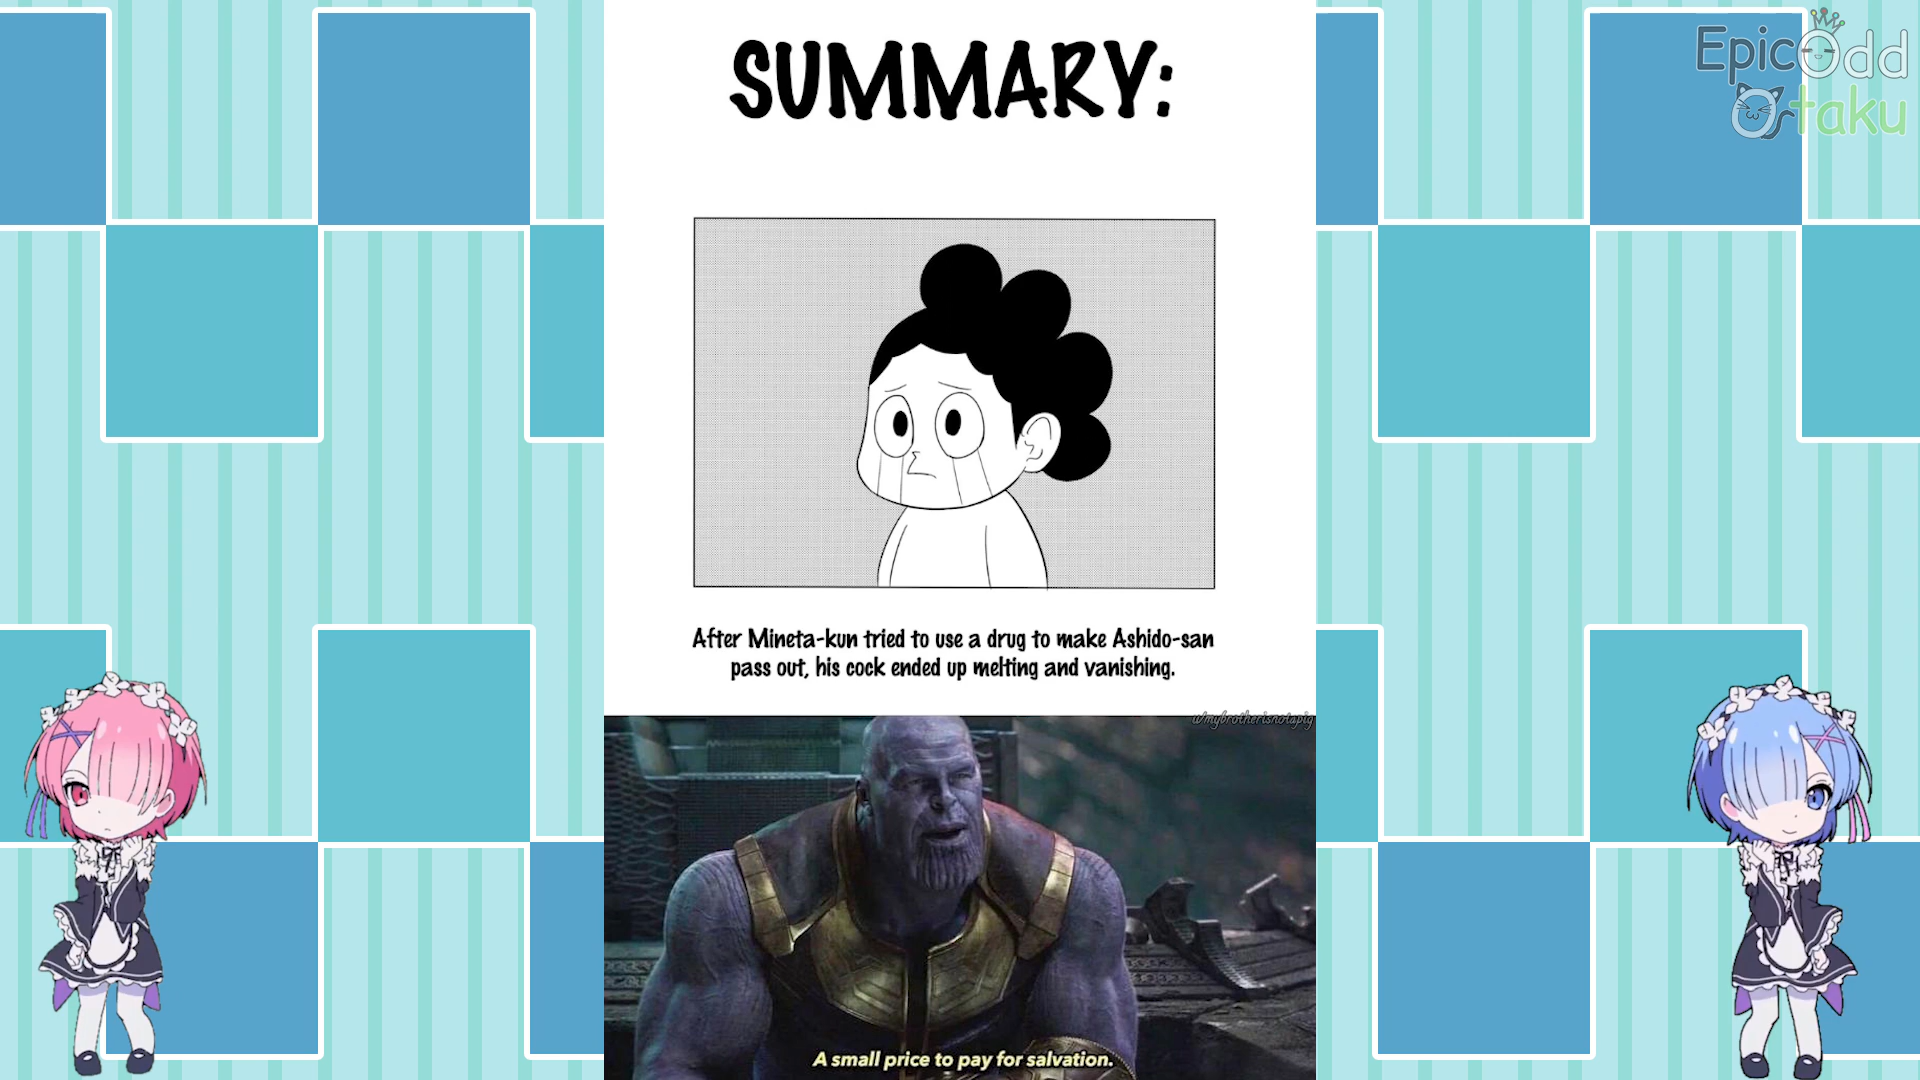 SUMMARY:
EpicOdd
Otaku
After Mineta-kun tried to use a drug to make Ashido-san
pass out, his cock ended up melting and vanishing.
u/mybrotherisnotapig
A small price to pay for salvation.